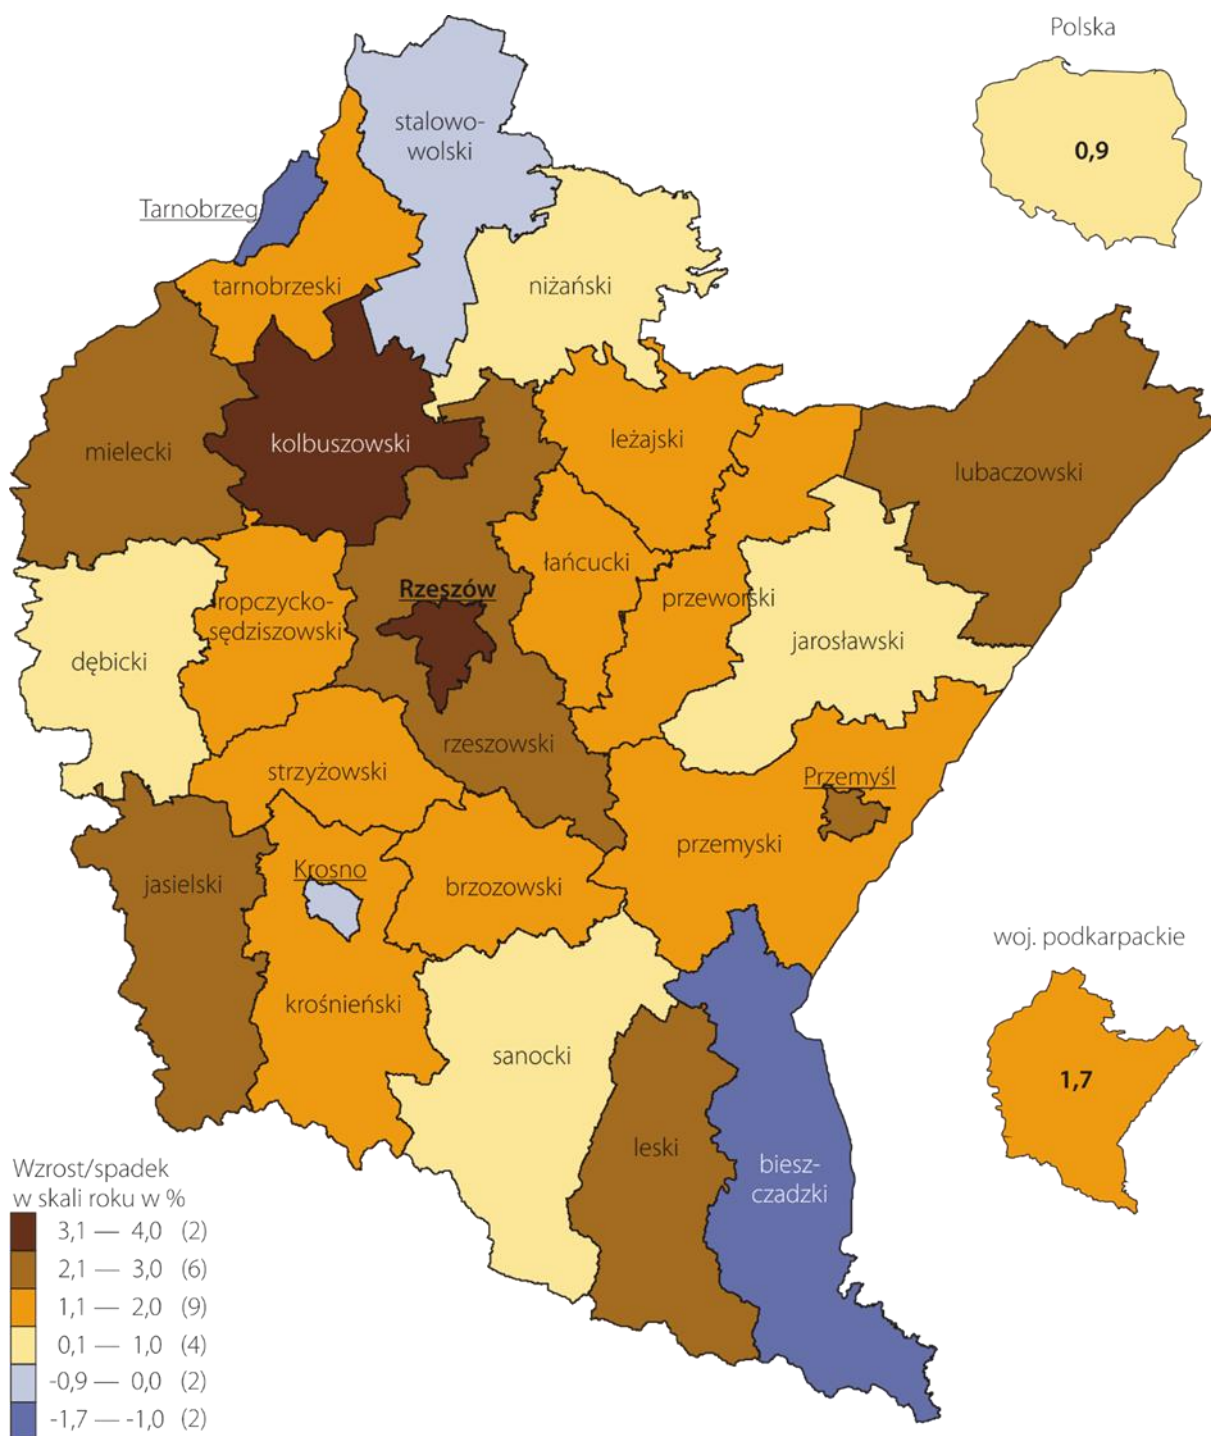 Polska
0,9
stalowo-
wolski
Tarnobrzeg
tarnobrzeski
niżański
mielecki
kolbuszowski
leżajski
lubaczowski
łańcucki
Rzeszów
ropczycko-
sędziszowski
przeworski
jarosławski
dębicki
rzeszowski
strzyżowski
Przemyśl
przemyski
Krosno
jasielski
brzozowski
woj. podkarpackie
1,7
krośnieński
sanocki
leski
biesz-
czadzki
Wzrost/spadek
w skali roku w %
3,1 — 4,0 (2)
2,1 — 3,0 (6)
1,1 — 2,0 (9)
0,1 — 1,0 (4)
-0,9 — 0,0 (2)
-1,7 — -1,0 (2)